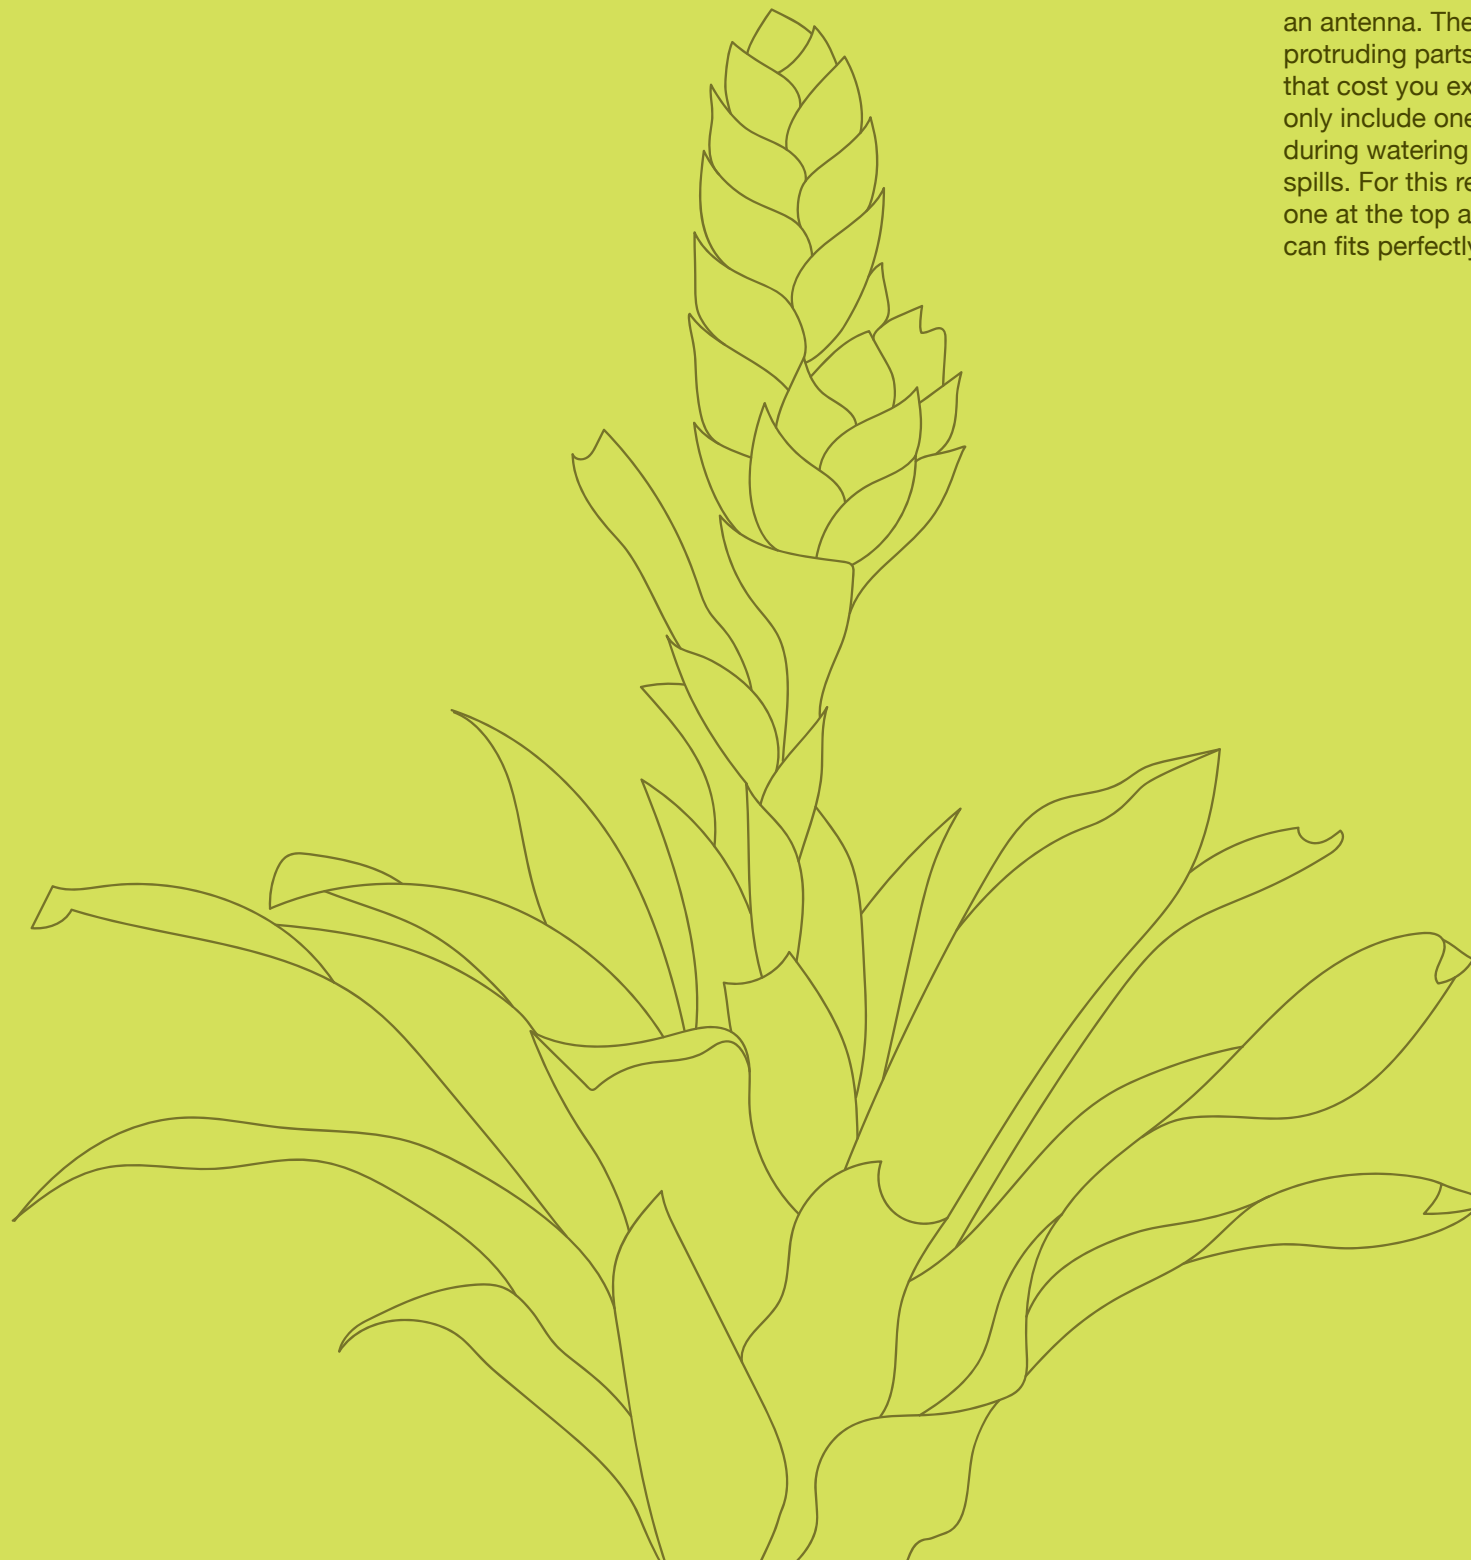 an antenna. The
protruding parts
that cost you ex
only include one
during watering
spills. For this re
one at the top a
can fits perfectly